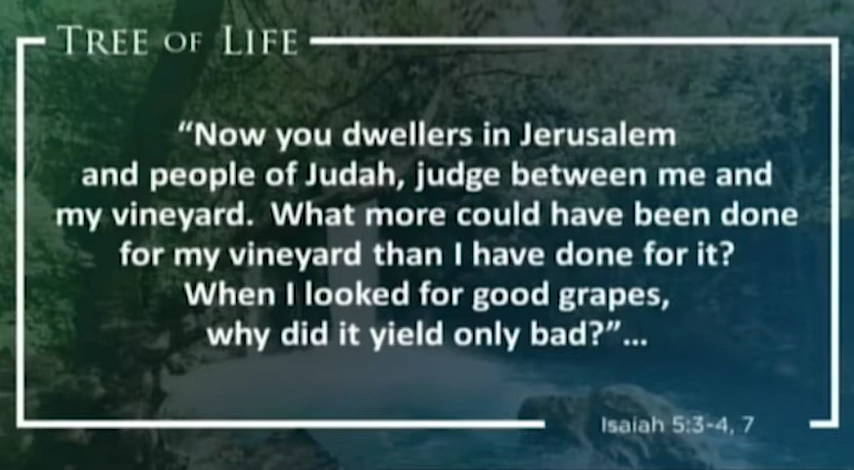 TREE OF LIFE
“Now you dwellers in Jerusalem
and people of Judah, judge between me and
my vineyard. What more could have been done
for my vineyard than I have done for it?
When I looked for good grapes,
why did it yield only bad?”...
Isaiah 5:3-4, 7